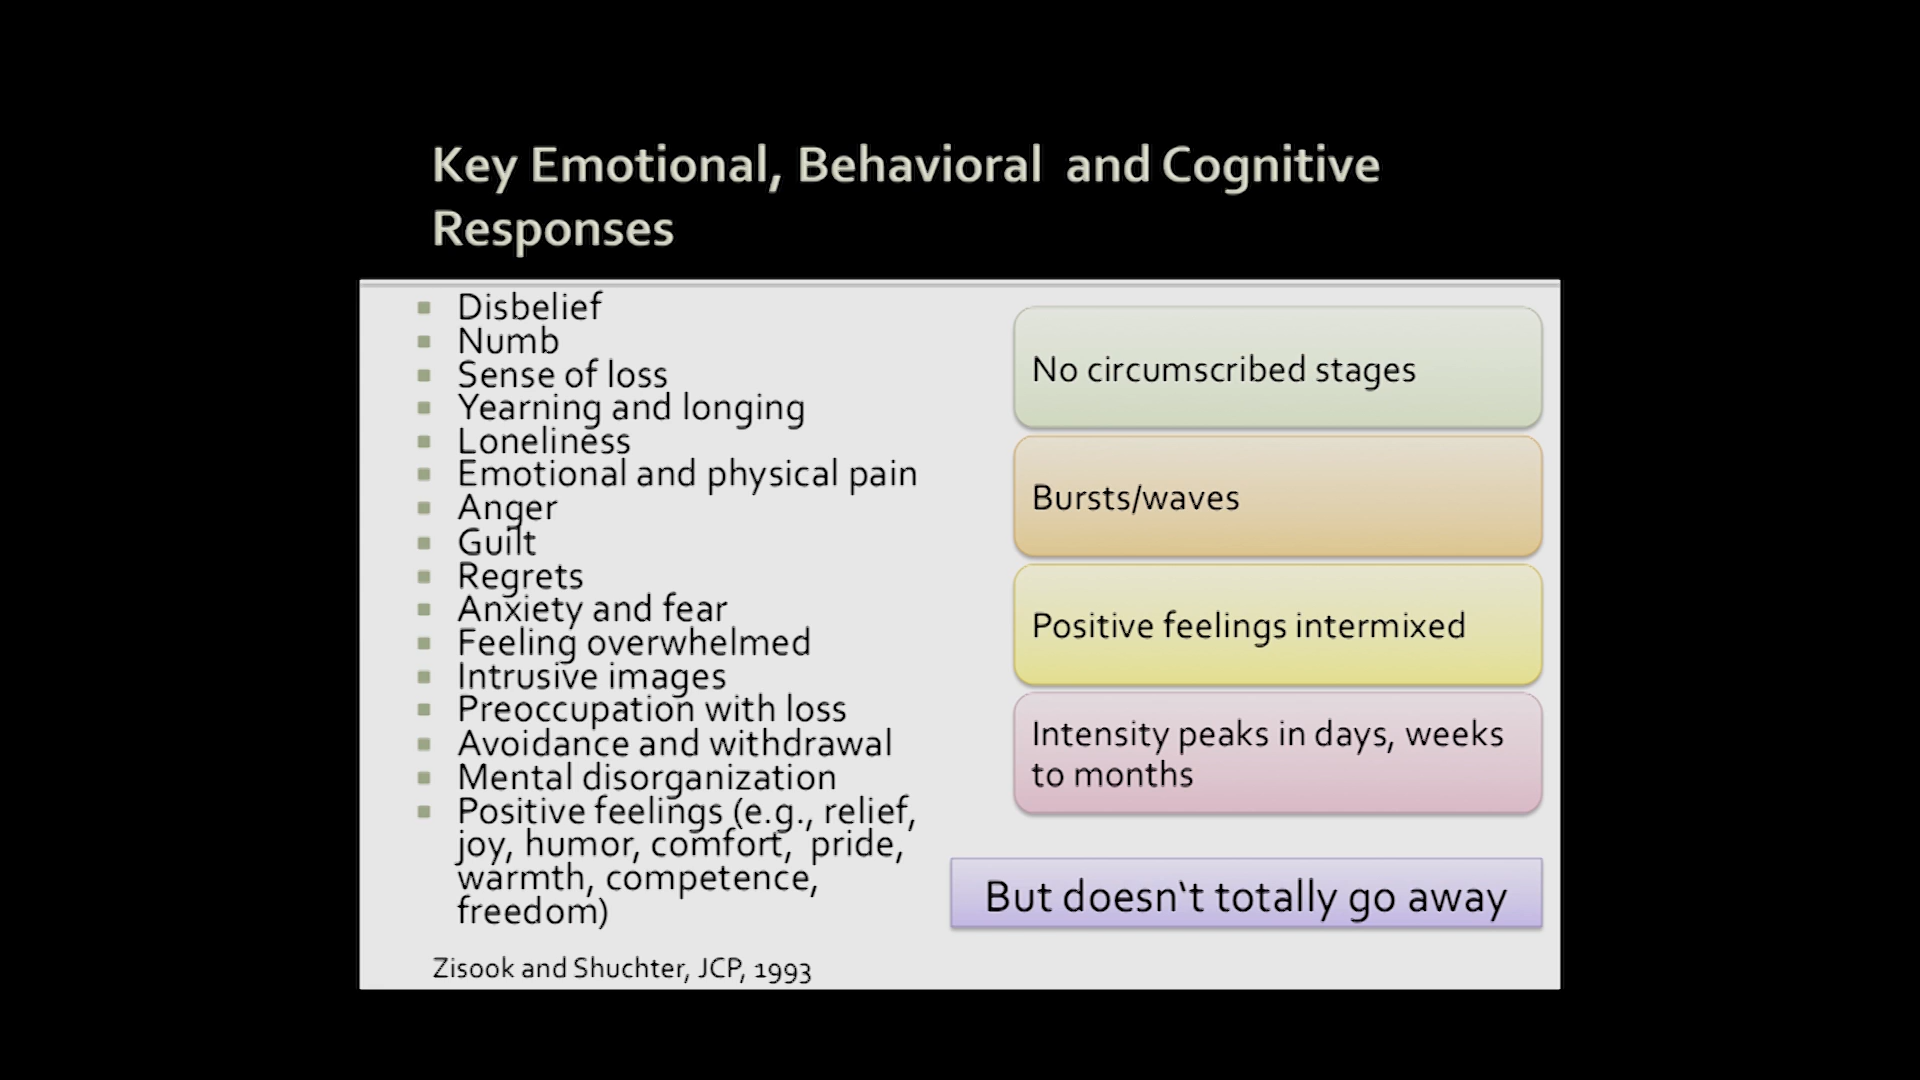 Key Emotional, Behavioral  and Cognitive
Responses
Disbelief
Numb
Sense of loss
Yearning and longing
Loneliness
Emotional and physical pain
Anger
Guilt
Regrets
Anxiety and fear
Feeling overwhelmed
Intrusive images
Preoccupation with loss
Avoidance and withdrawal
Mental disorganization
Positive feelings (e.g., relief,
joy, humor, comfort,  pride,
warmth, competence,
freedom)
Zisook and Shuchter, JCP, 1993
No circumscribed stages
Bursts/waves
Positive feelings intermixed
Intensity peaks in days, weeks
to months
But doesn‘t totally go away